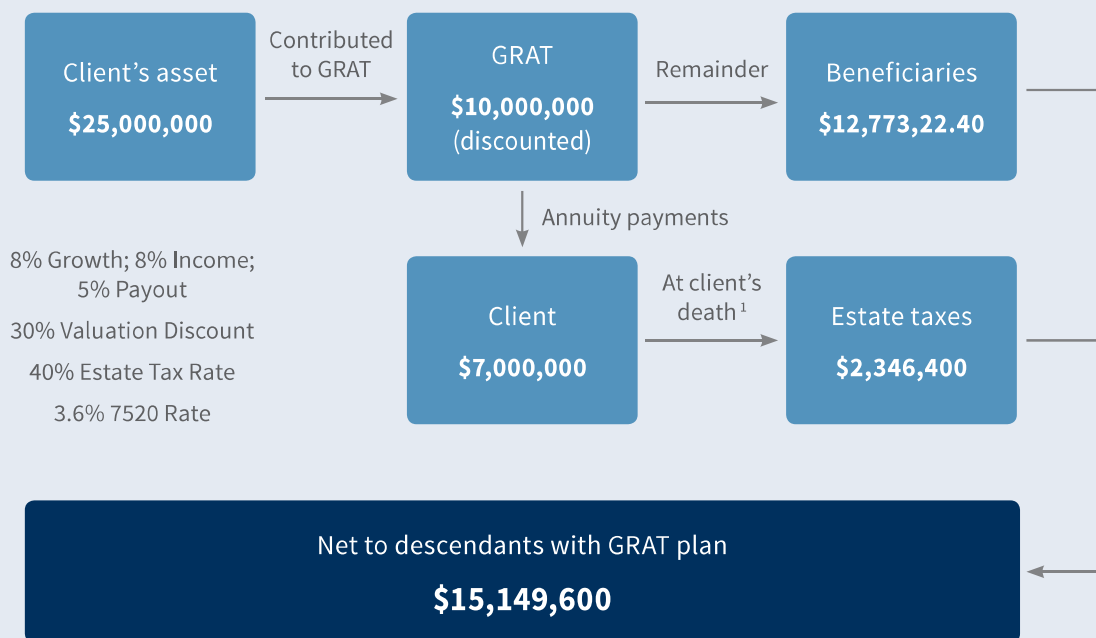 Client’s asset
$25,000,000
Contributed
to GRAT
GRAT
$10,000,000
(discounted)
Remainder
Beneficiaries
$12,773,22.40
Annuity payments
8% Growth; 8% Income;
5% Payout
30% Valuation Discount
40% Estate Tax Rate
3.6% 7520 Rate
Client
$7,000,000
At client’s
death 1
Estate taxes
$2,346,400
Net to descendants with GRAT plan
$15,149,600